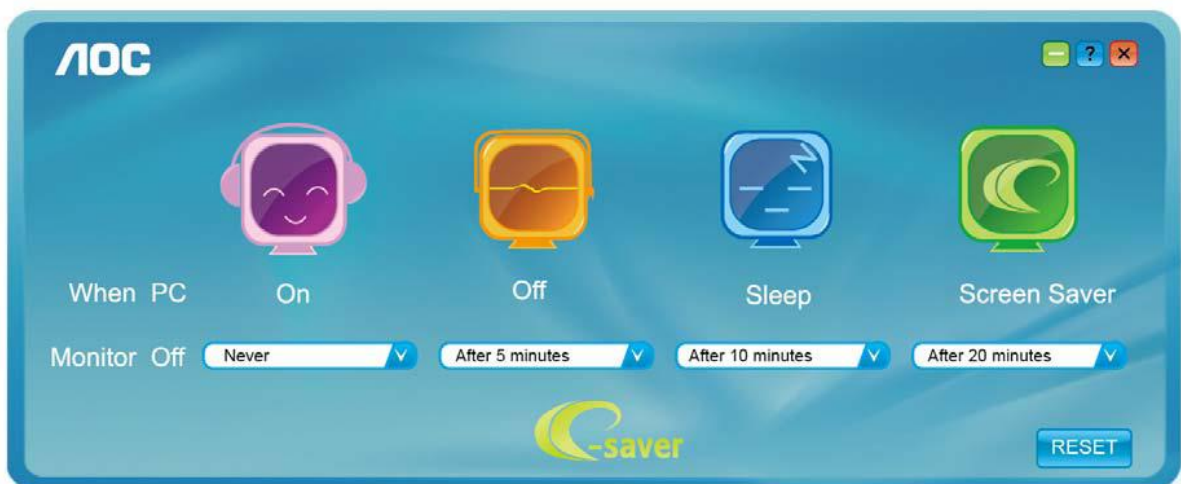 AOC
?
When PC On Off Sleep Screen Saver
Monitor Off Never After 5 minutes After 10 minutes After 20 minutes
e-saver
RESET